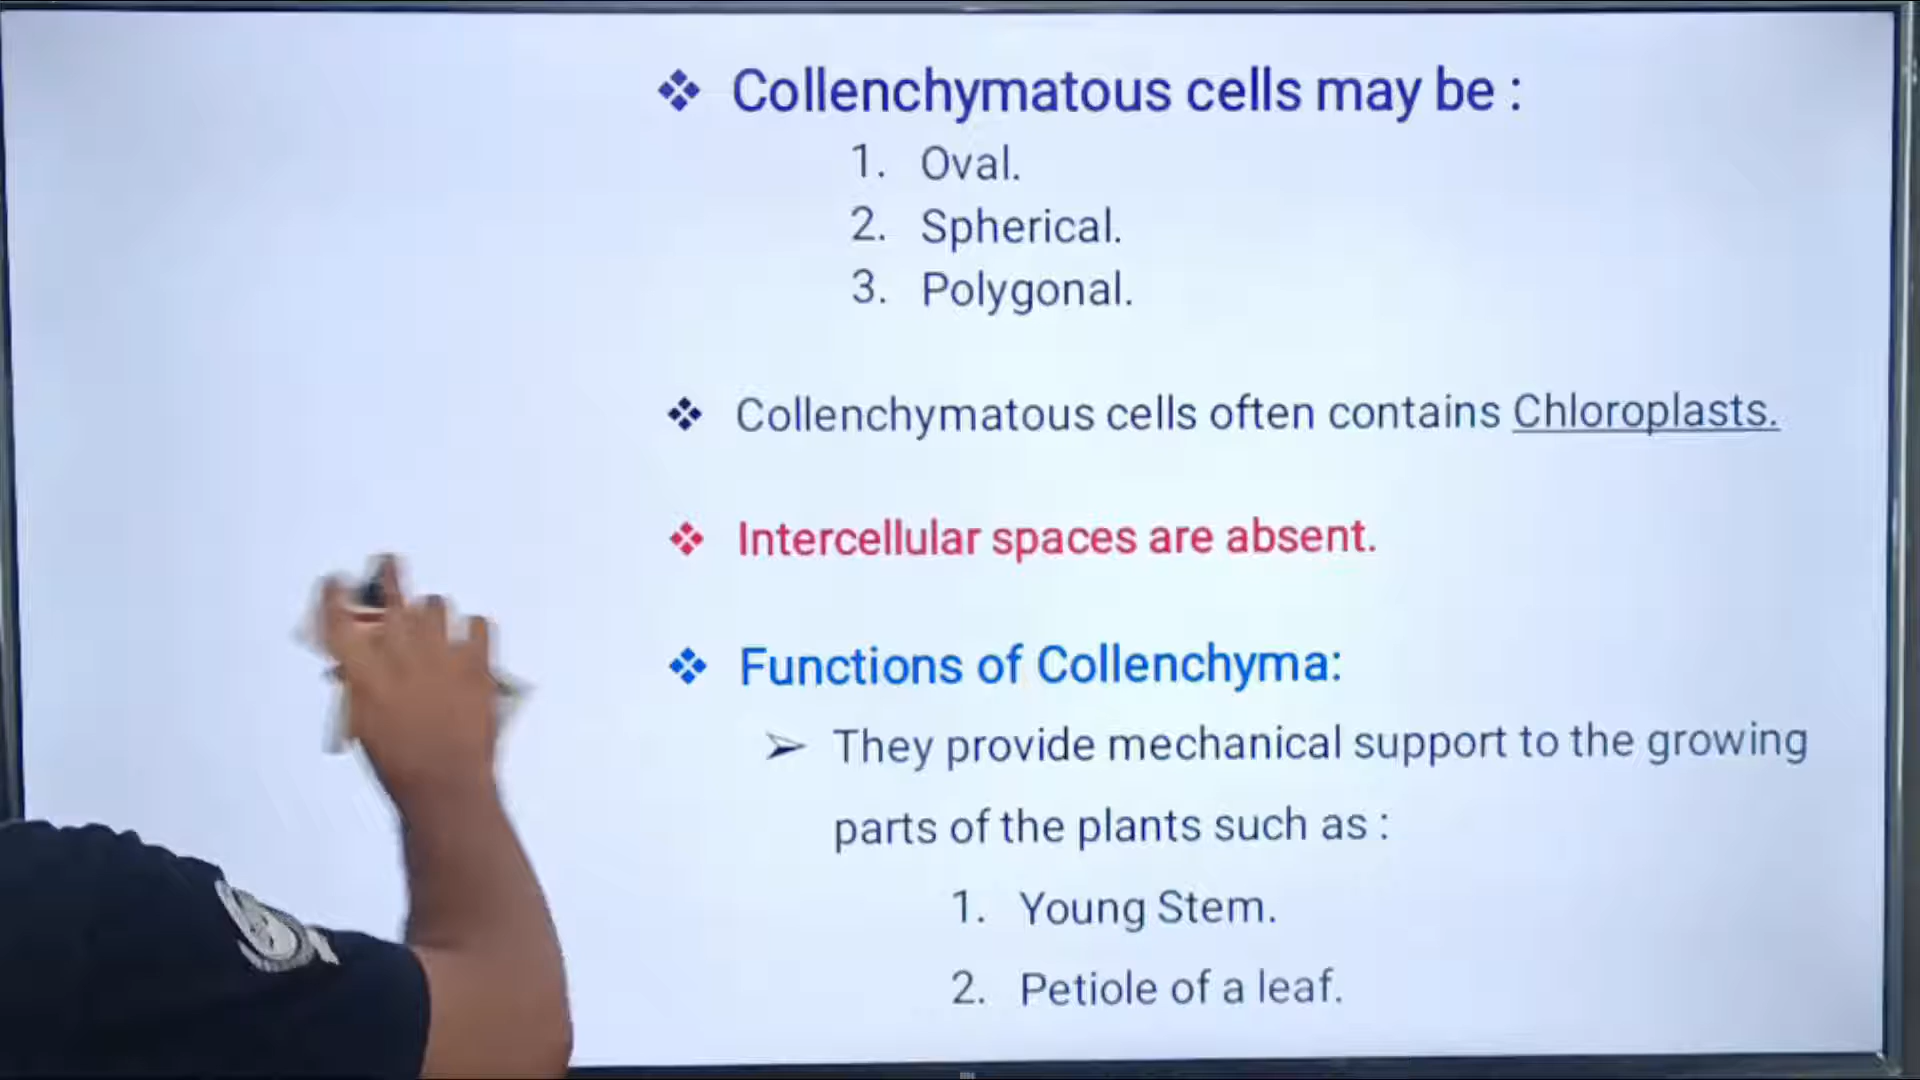 ❖ Collenchymatous cells may be :
1. Oval.
2. Spherical.
3. Polygonal.
❖ Collenchymatous cells often contains Chloroplasts.
❖ Intercellular spaces are absent.
❖ Functions of Collenchyma:
➢ They provide mechanical support to the growing
parts of the plants such as :
1. Young Stem.
2. Petiole of a leaf.